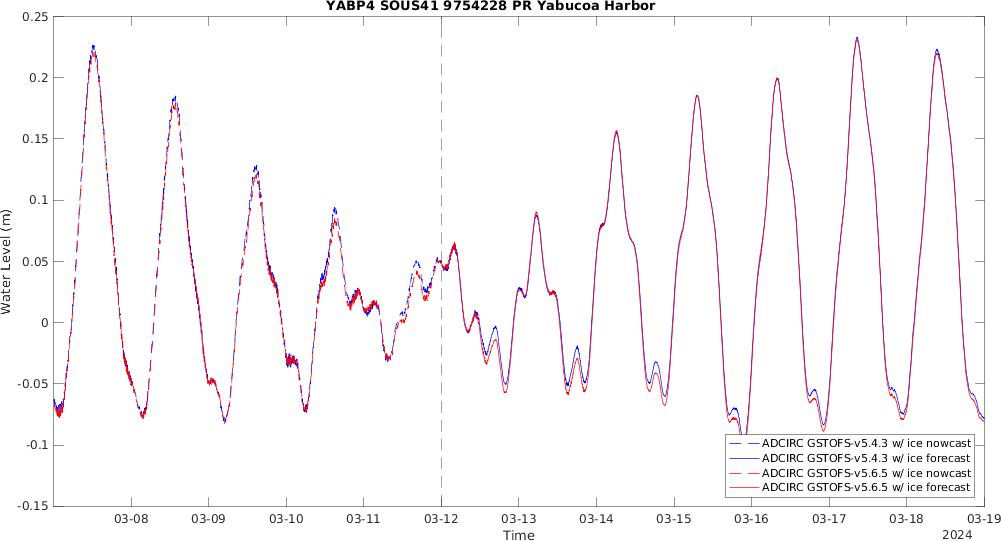 YABP4 SOUS41 9754228 PR Yabucoa Harbor
0.25
0.2
0.15
0.1
0.05
0
-0.05
-0.1
-0.15
Water Level (m)
03-08 03-09 03-10 03-11 03-12 03-13 03-14 03-15 03-16 03-17 03-18 03-19
Time
2024
ADCIRC GSTOFS-v5.4.3 w/ ice nowcast
ADCIRC GSTOFS-v5.4.3 w/ ice forecast
ADCIRC GSTOFS-v5.6.5 w/ ice nowcast
ADCIRC GSTOFS-v5.6.5 w/ ice forecast